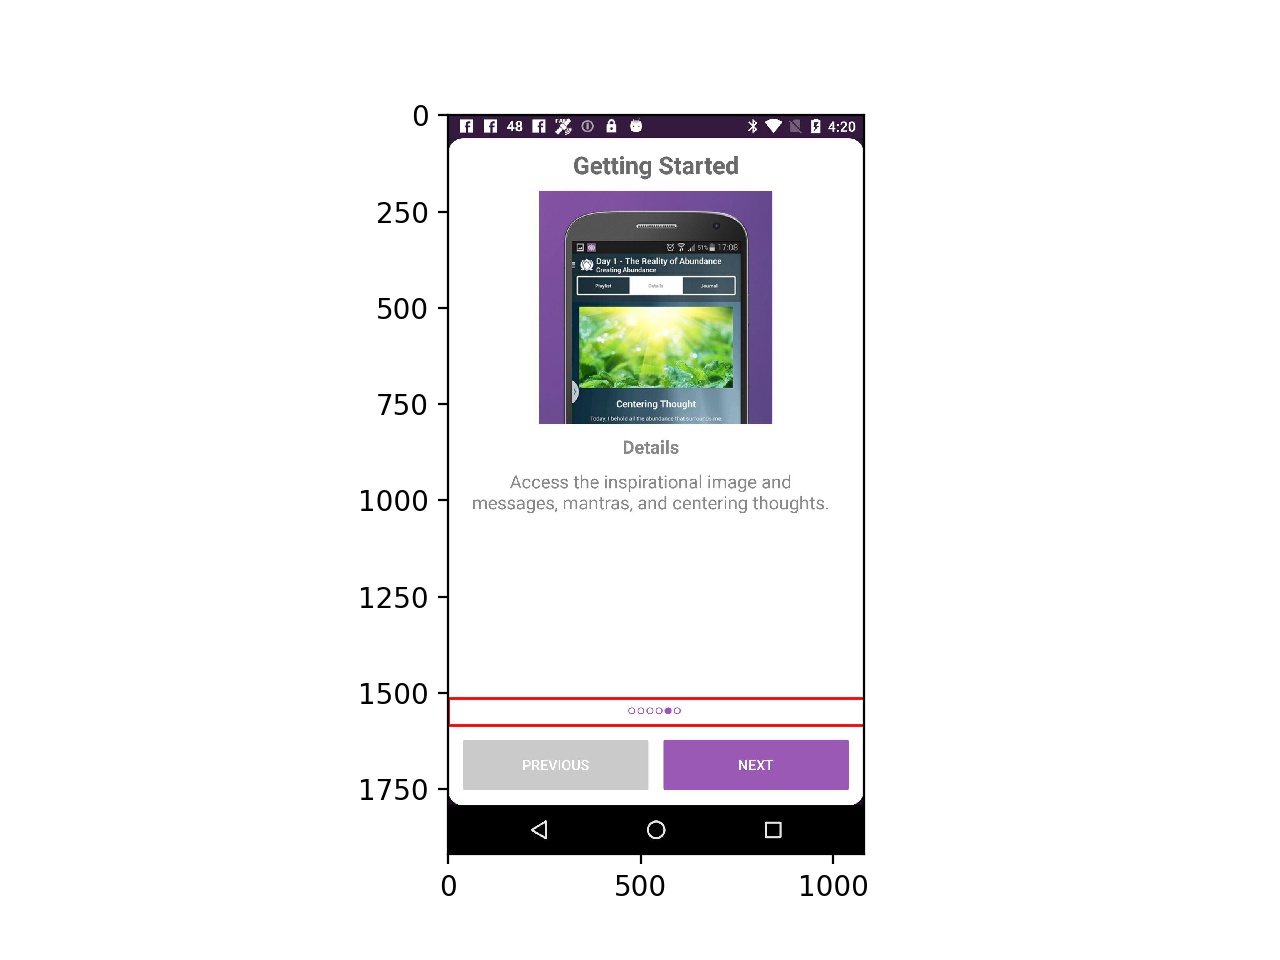 0
250
500
750
1000
1250
1500
1750
0
500
1000
48
4:20
Getting Started
51%
17:08
Day 1 - The Reality of Abundance
Creating Abundance
Playlist
Details
Journal
Centering Thought
Today, I behold all the abundance that surrounds me.
Details
Access the inspirational image and
messages, mantras, and centering thoughts.
PREVIOUS
NEXT